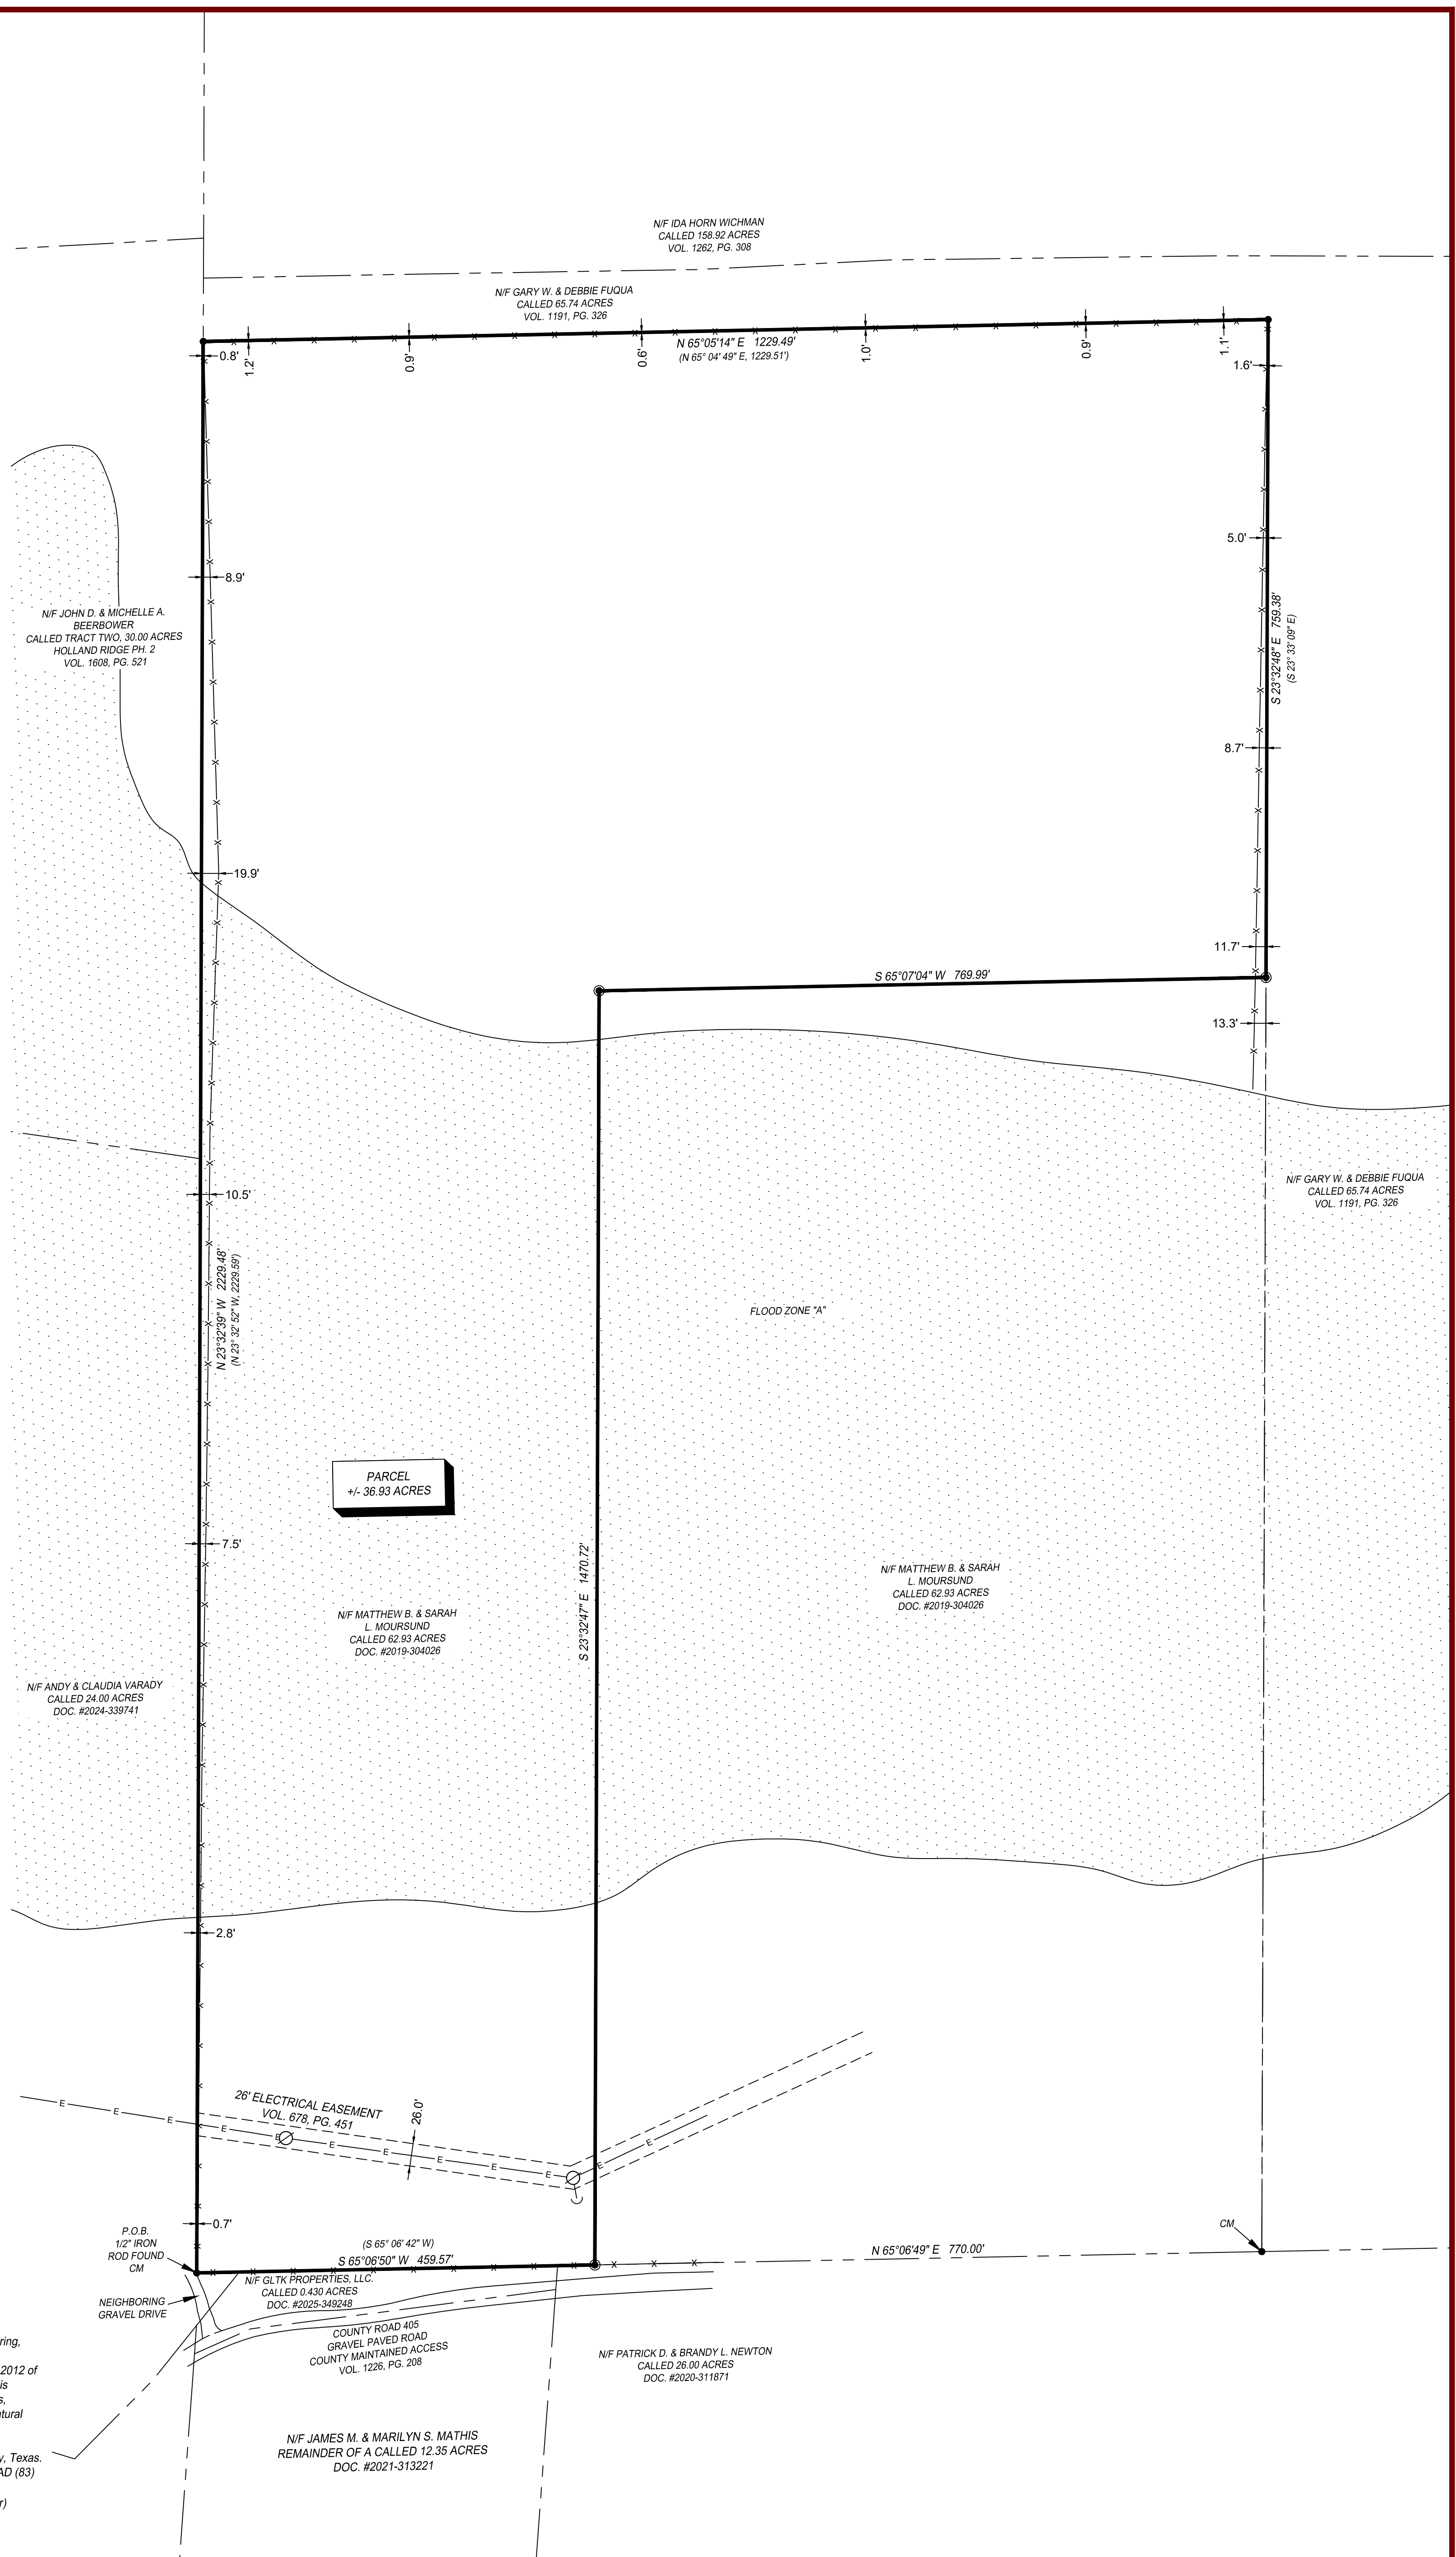 N/F IDA HORN WICHMAN
CALLED 158.92 ACRES
VOL. 1262, PG. 308
N/F GARY W. & DEBBIE FUQUA
CALLED 65.74 ACRES
VOL. 1191, PG. 326
N 65°05'14" E 1229.49'
(N 65° 04' 49" E, 1229.51')
0.8'
1.2'
0.9'
0.6'
1.0'
0.9'
1.1'
1.6'
5.0'
8.9'
S 23°32'48" E 759.38'
(S 23° 33' 09" E)
N/F JOHN D. & MICHELLE A.
BEERBOWER
CALLED TRACT TWO, 30.00 ACRES
HOLLAND RIDGE PH. 2
VOL. 1608, PG. 521
8.7'
19.9'
11.7'
S 65°07'04" W 769.99'
13.3'
N/F GARY W. & DEBBIE FUQUA
CALLED 65.74 ACRES
VOL. 1191, PG. 326
10.5'
N 23°32'39" W 2229.48'
(N 23° 32' 52" W, 2229.59')
FLOOD ZONE "A"
PARCEL
+/- 36.93 ACRES
7.5'
S 23°32'47" E 1470.72'
N/F MATTHEW B. & SARAH
L. MOURSUND
CALLED 62.93 ACRES
DOC. #2019-304026
N/F MATTHEW B. & SARAH
L. MOURSUND
CALLED 62.93 ACRES
DOC. #2019-304026
N/F ANDY & CLAUDIA VARADY
CALLED 24.00 ACRES
DOC. #2024-339741
2.8'
26' ELECTRICAL EASEMENT
VOL. 678, PG. 451
26.0'
E E E E E E E E E E E
0.7'
P.O.B.
1/2" IRON
ROD FOUND
CM
(S 65° 06' 42" W)
S 65°06'50" W 459.57'
N 65°06'49" E 770.00'
CM
N/F GLTK PROPERTIES, LLC.
CALLED 0.430 ACRES
DOC. #2025-349248
NEIGHBORING
GRAVEL DRIVE
COUNTY ROAD 405
GRAVEL PAVED ROAD
COUNTY MAINTAINED ACCESS
VOL. 1226, PG. 208
N/F PATRICK D. & BRANDY L. NEWTON
CALLED 26.00 ACRES
DOC. #2020-311871
N/F JAMES M. & MARILYN S. MATHIS
REMAINDER OF A CALLED 12.35 ACRES
DOC. #2021-313221
ring,
2012 of
is
s,
tural
y, Texas.
AD (83)
r)